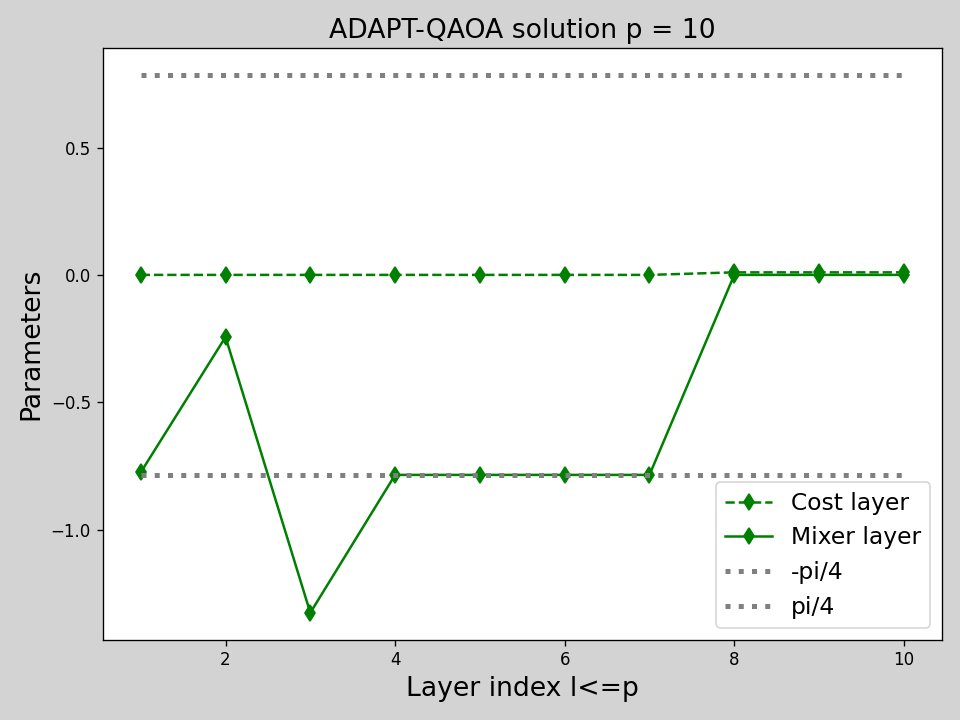 ADAPT-QAOA solution p = 10
Parameters
0.5
0.0
−0.5
−1.0
2
4
6
8
10
Layer index l<=p
Cost layer
Mixer layer
-pi/4
pi/4